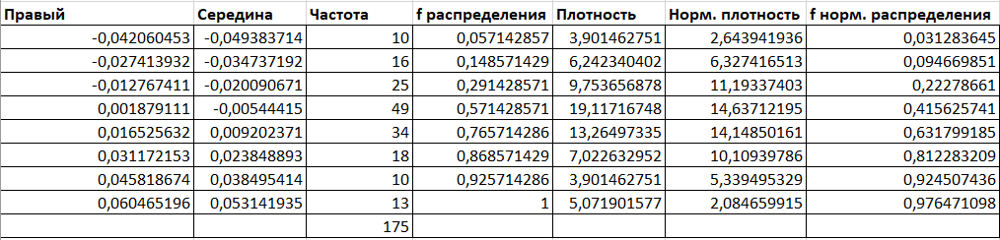 Правый Середина Частота f распределения Плотность Норм. плотность f норм. распределения
-0,042060453 -0,049383714 10 0,057142857 3,901462751 2,643941936 0,031283645
-0,027413932 -0,034737192 16 0,148571429 6,242340402 6,327416513 0,094669851
-0,012767411 -0,020090671 25 0,291428571 9,753656878 11,19337403 0,22278661
0,001879111 -0,00544415 49 0,571428571 19,11716748 14,63712195 0,415625741
0,016525632 0,009202371 34 0,765714286 13,26497335 14,14850161 0,631799185
0,031172153 0,023848893 18 0,868571429 7,022632952 10,10939786 0,812283209
0,045818674 0,038495414 10 0,925714286 3,901462751 5,339495329 0,924507436
0,060465196 0,053141935 13 1 5,071901577 2,084659915 0,976471098
175